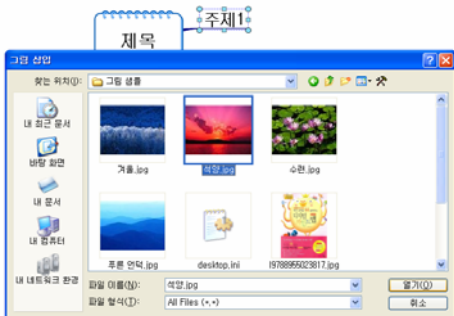 주제1
제목
그림 삽입
찾는 위치(I):
그림 샘플
내 최근 문서
바탕 화면
내 문서
내 컴퓨터
내 네트워크 환경
겨울.jpg
석양.jpg
수련.jpg
푸른 언덕.jpg
desktop.ini
I9788955023817.jpg
파일 이름(N):
석양.jpg
열기(O)
파일 형식(T):
All Files (*.*)
취소